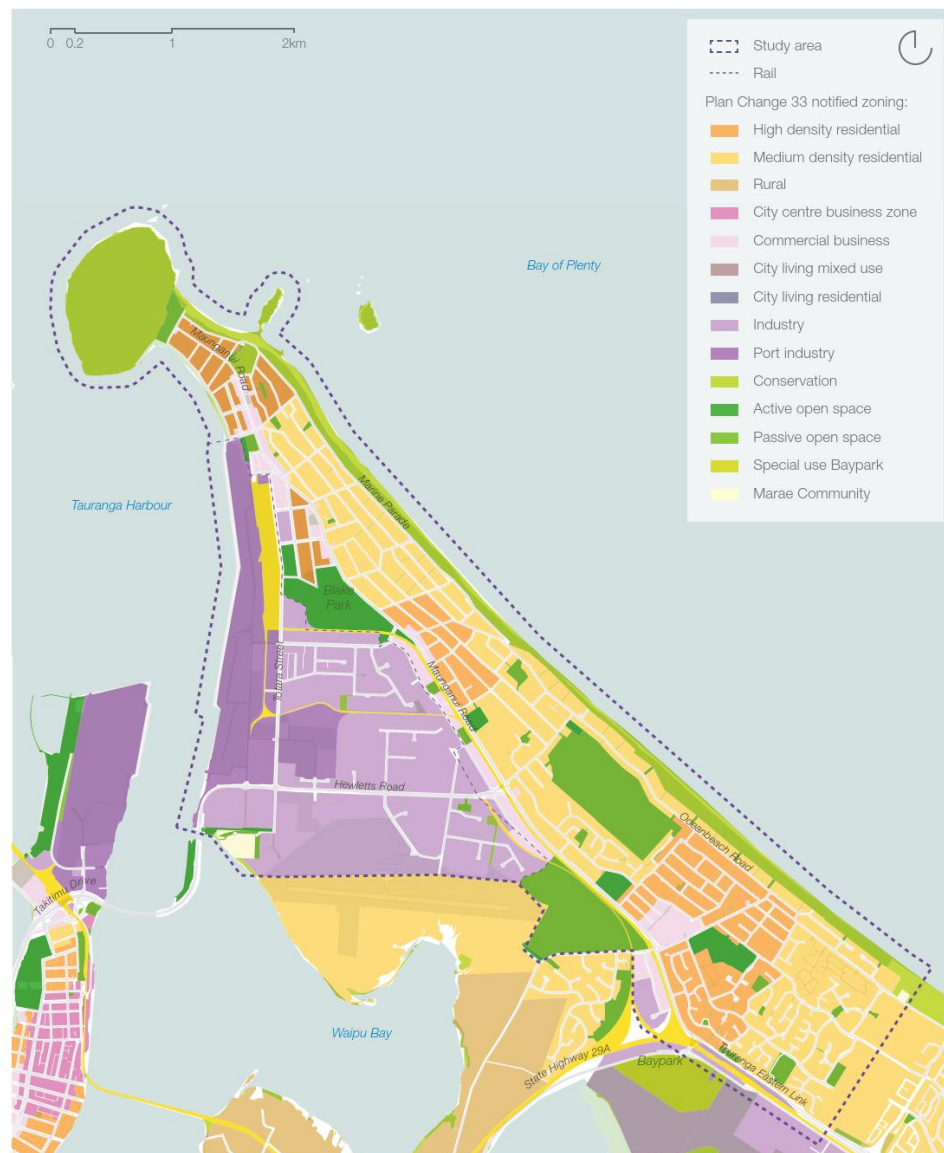 0 0.2 1 2km
Study area
Rail
Plan Change 33 notified zoning:
High density residential
Medium density residential
Rural
City centre business zone
Commercial business
City living mixed use
City living residential
Industry
Port industry
Conservation
Active open space
Passive open space
Special use Baypark
Marae Community
Bay of Plenty
Maunganui Road
Tauranga Harbour
Marine Parade
Blake
Park
Totara Street
Maunganui Road
Hewletts Road
Oceanbeach Road
Takitimu Drive
Waipu Bay
State Highway 29A
Baypark
Tauranga Eastern Link